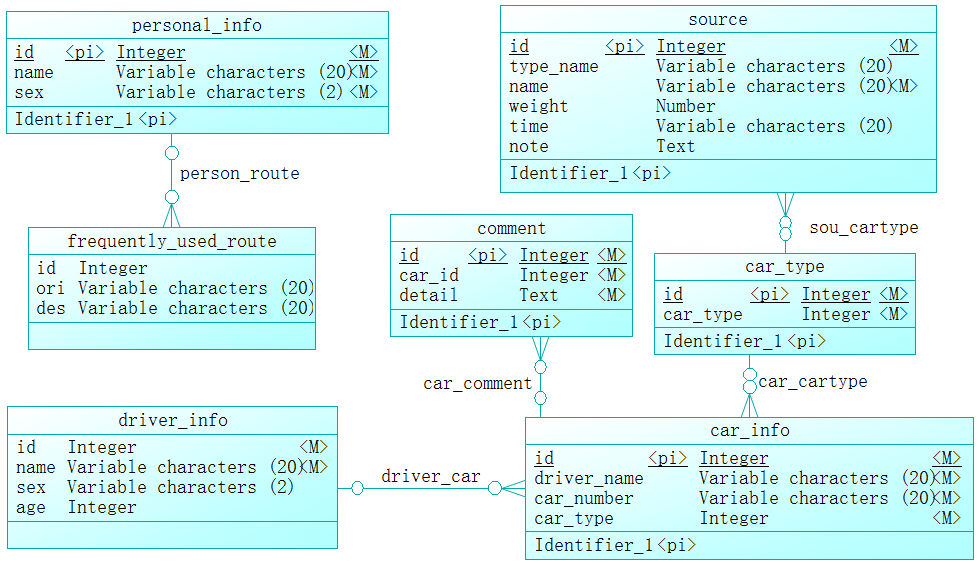 personal_info
id <pi> Integer <M>
name Variable characters (20) <M>
sex Variable characters (2) <M>
Identifier_1 <pi>
person_route
frequently_used_route
id Integer
ori Variable characters (20)
des Variable characters (20)
source
id <pi> Integer <M>
type_name Variable characters (20)
name Variable characters (20) <M>
weight Number
time Variable characters (20)
note Text
Identifier_1 <pi>
sou_cartype
comment
id <pi> Integer <M>
car_id Integer <M>
detail Text <M>
Identifier_1 <pi>
car_type
id <pi> Integer <M>
car_type Integer <M>
Identifier_1 <pi>
car_comment
car_cartype
driver_info
id Integer <M>
name Variable characters (20) <M>
sex Variable characters (2)
age Integer
driver_car
car_info
id <pi> Integer <M>
driver_name Variable characters (20) <M>
car_number Variable characters (20) <M>
car_type Integer <M>
Identifier_1 <pi>